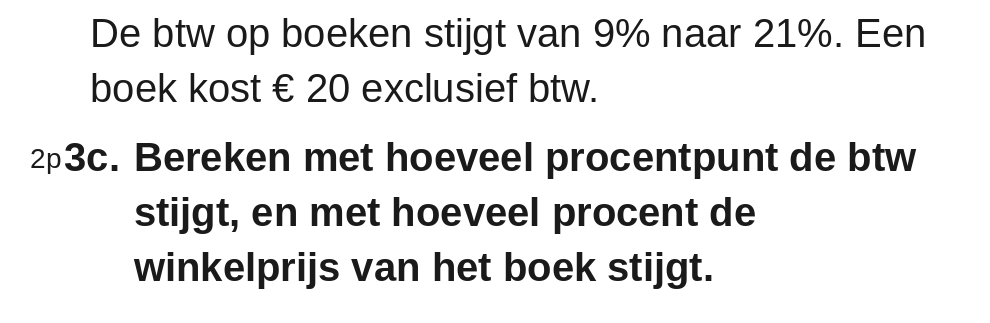 De btw op boeken stijgt van 9% naar 21%. Een
boek kost € 20 exclusief btw.
2p3c. Bereken met hoeveel procentpunt de btw
stijgt, en met hoeveel procent de
winkelprijs van het boek stijgt.